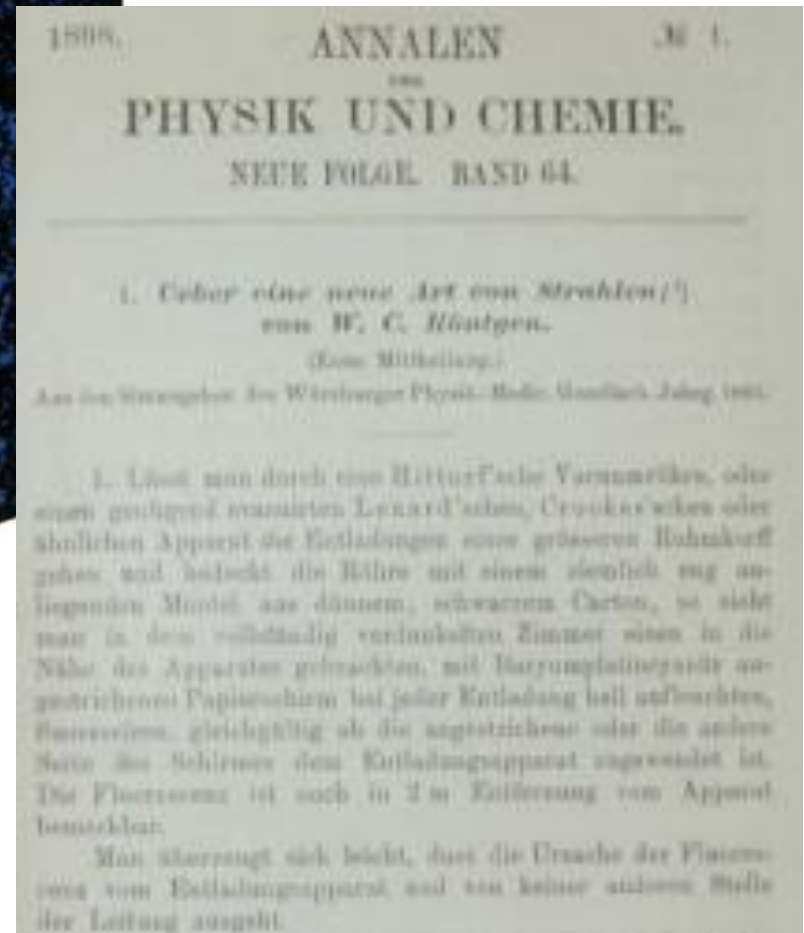 1898. ANNALEN № 1.
DER
PHYSIK UND CHEMIE.
NEUE FOLGE. BAND 64.
1. Ueber eine neue Art von Strahlen;¹)
von W. C. Röntgen.
(Erste Mittheilung.)
Aus den Sitzungsber. der Würzburger Physik.-Medic. Gesellsch. Jahrg. 1895.
1. Lässt man durch eine Hittorf'sche Vacuumröhre, oder
einen genügend evacuirten Lenard'schen, Crookes'schen oder
ähnlichen Apparat die Entladungen eines grösseren Ruhmkorff
gehen und bedeckt die Röhre mit einem ziemlich eng an-
liegenden Mantel aus dünnem, schwarzem Carton, so sieht
man in dem vollständig verdunkelten Zimmer einen in die
Nähe des Apparates gebrachten, mit Baryumplatincyanür an-
gestrichenen Papierschirm bei jeder Entladung hell aufleuchten,
fluoresciren, gleichgültig ob die angestrichene oder die andere
Seite des Schirmes dem Entladungsapparat zugewendet ist.
Die Fluorescenz ist noch in 2 m Entfernung vom Apparat
bemerkbar.
Man überzeugt sich leicht, dass die Ursache der Fluores-
cenz vom Entladungsapparat und von keiner anderen Stelle
der Leitung ausgeht.